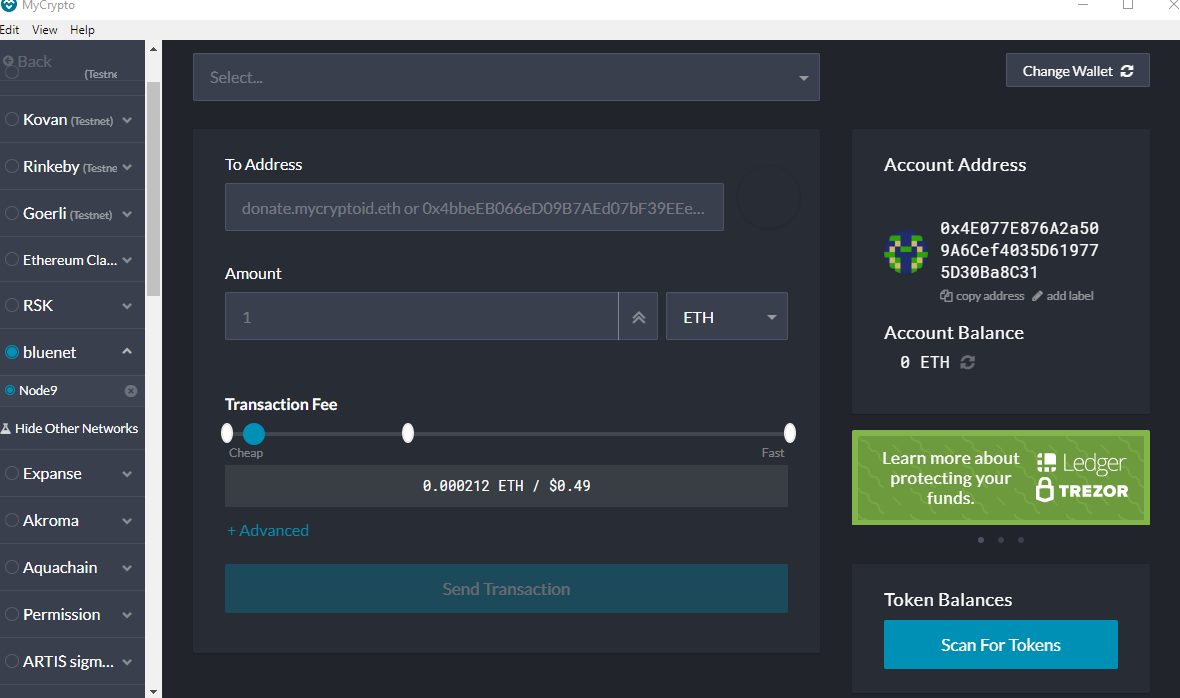 MyCrypto
Edit View Help
Back
(Testne
Kovan (Testnet)
Rinkeby (Testne
Goerli (Testnet)
Ethereum Cla...
RSK
bluenet
Node9
Hide Other Networks
Expanse
Akroma
Aquachain
Permission
ARTIS sigm...
Select...
To Address
donate.mycryptoid.eth or 0x4bbeEB066eD09B7AEd07bF39EEe...
Amount
1
ETH
Transaction Fee
Cheap
Fast
0.000212 ETH / $0.49
+ Advanced
Send Transaction
Change Wallet
Account Address
0x4E077E876A2a50
9A6Cef4035D61977
5D30Ba8C31
copy address add label
Account Balance
0 ETH
Learn more about
protecting your
funds.
Ledger
TREZOR
Token Balances
Scan For Tokens